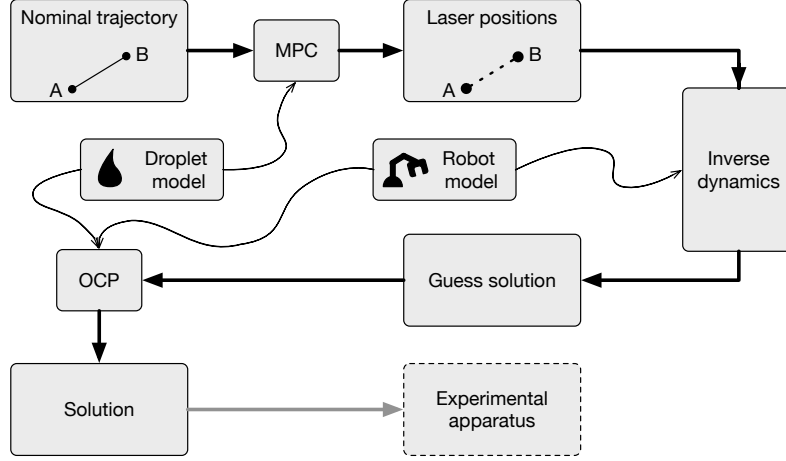 Nominal trajectory
A
B
MPC
Laser positions
A
B
Droplet
model
Robot
model
Inverse
dynamics
OCP
Guess solution
Solution
Experimental
apparatus